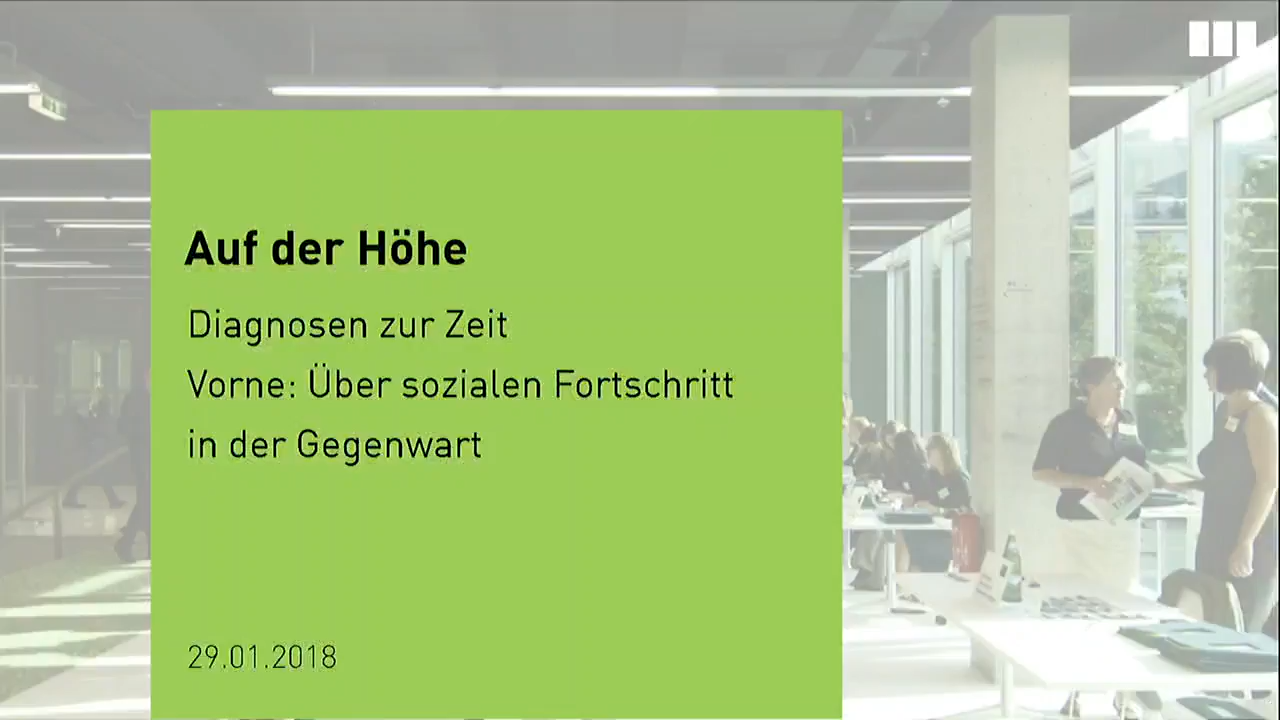 Auf der Höhe
Diagnosen zur Zeit
Vorne: Über sozialen Fortschritt
in der Gegenwart
29.01.2018